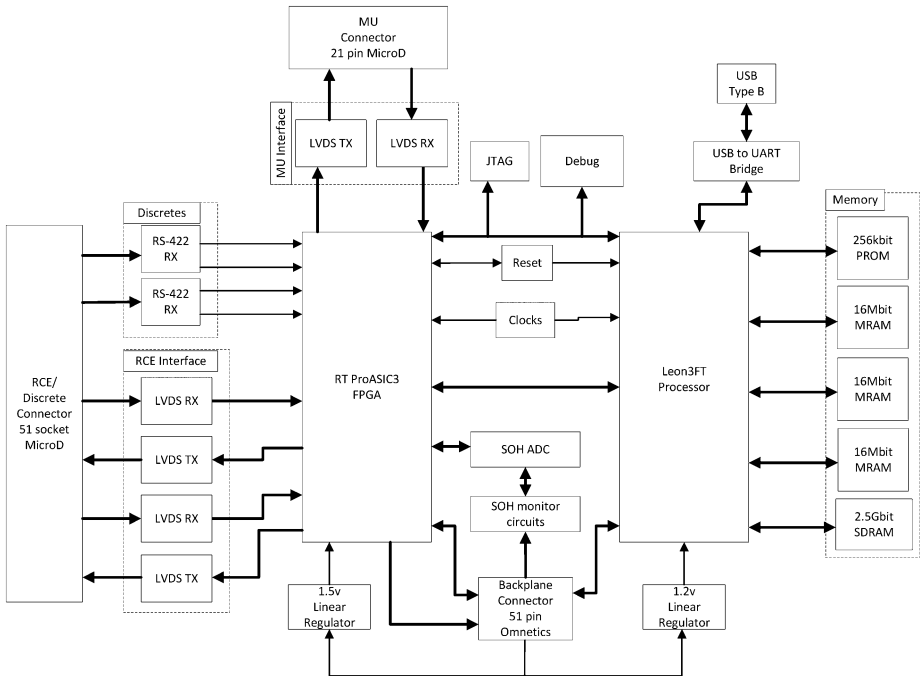 MU
Connector
21 pin MicroD
USB
Type B
MU Interface
LVDS TX
LVDS RX
JTAG
Debug
USB to UART
Bridge
Discretes
Memory
RS-422
RX
RS-422
RX
256kbit
PROM
Reset
16Mbit
MRAM
Clocks
RCE Interface
RCE/
Discrete
Connector
51 socket
MicroD
LVDS RX
LVDS TX
LVDS RX
LVDS TX
RT ProASIC3
FPGA
Leon3FT
Processor
16Mbit
MRAM
SOH ADC
16Mbit
MRAM
SOH monitor
circuits
2.5Gbit
SDRAM
1.5v
Linear
Regulator
Backplane
Connector
51 pin
Omnetics
1.2v
Linear
Regulator